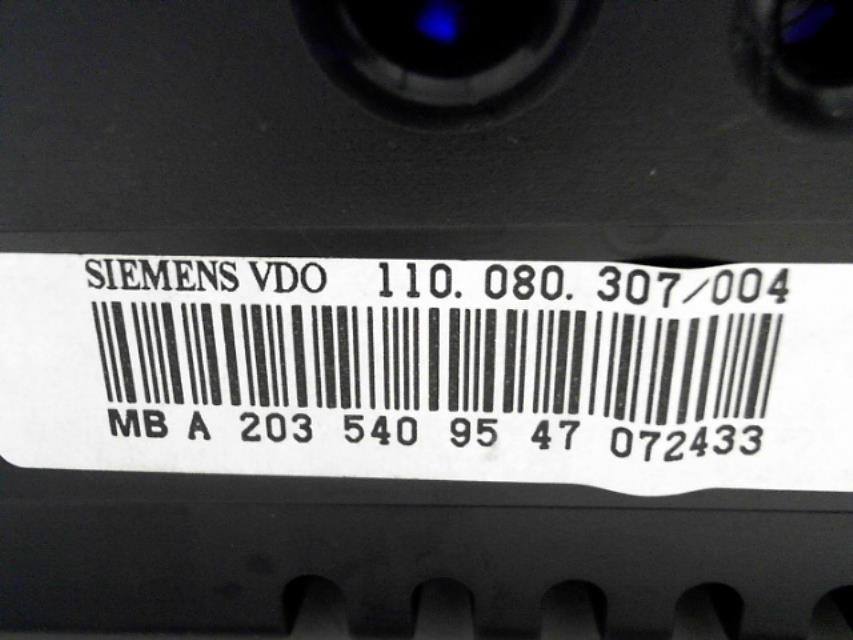 SIEMENS VDO 110. 080. 307/004
MB A 203 540 95 47 072433